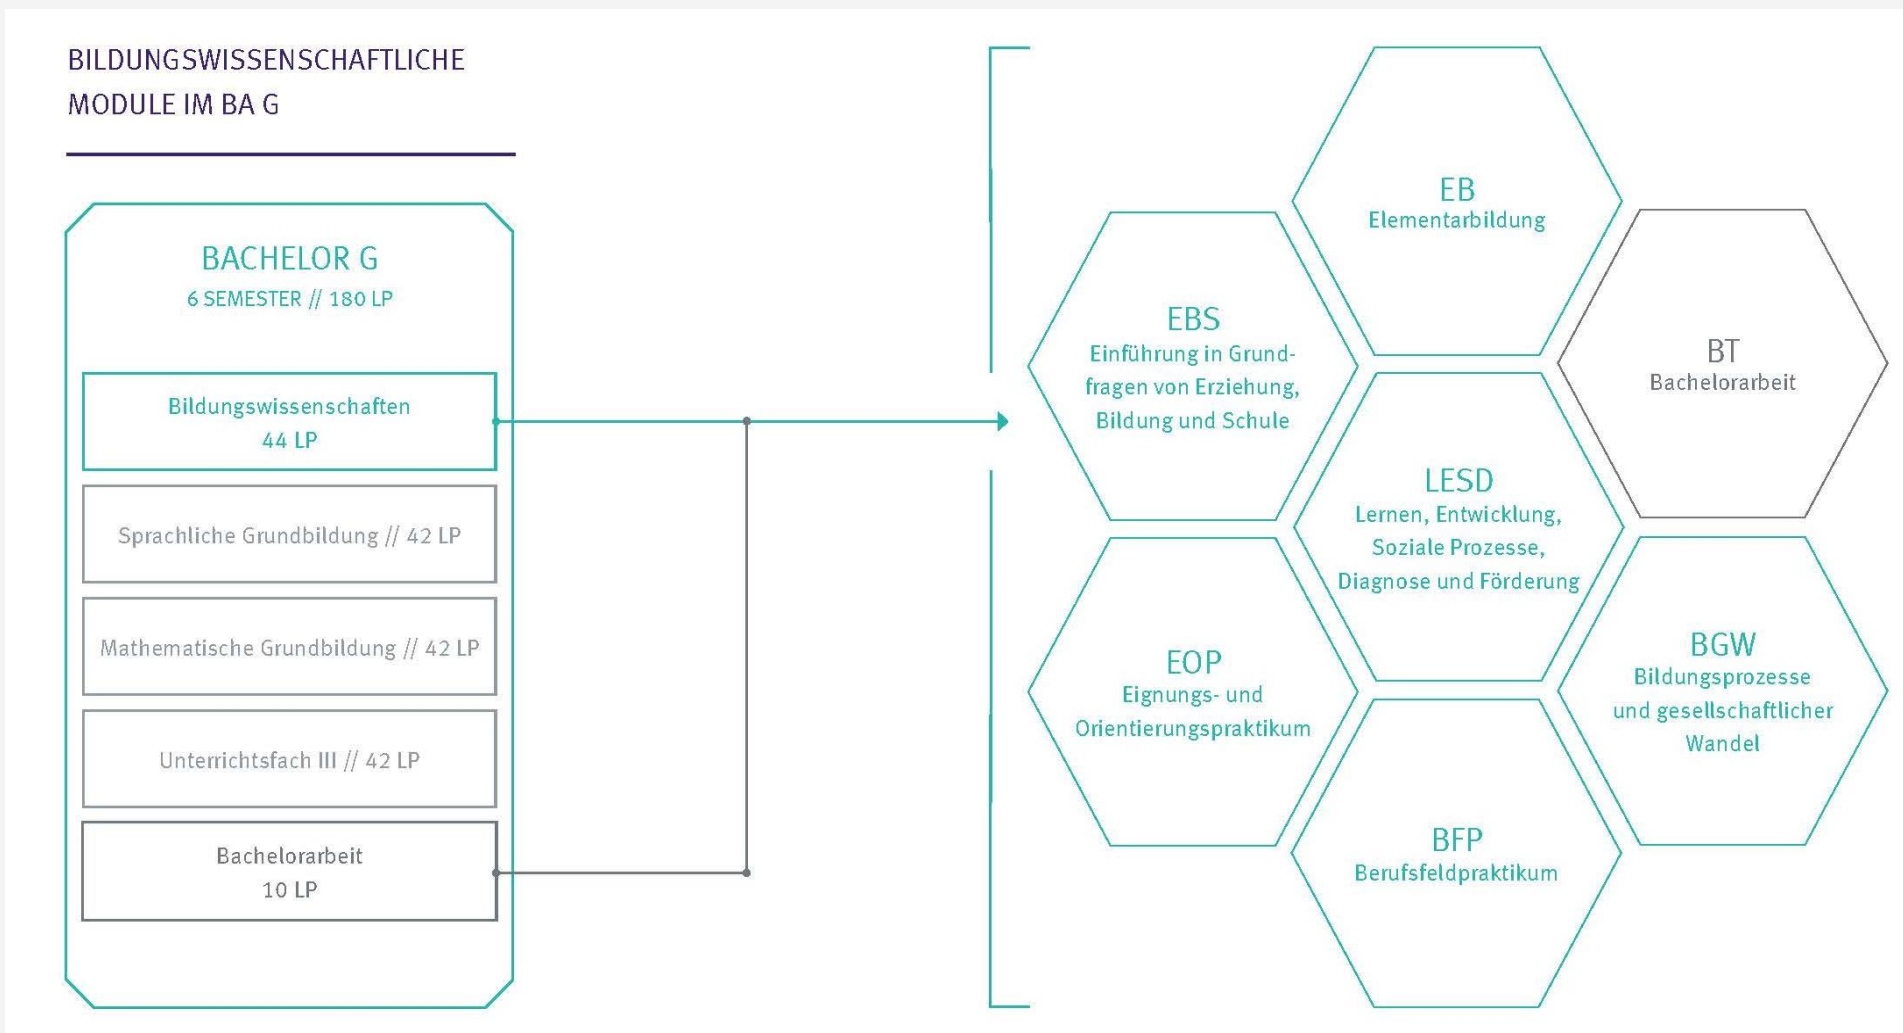 BILDUNGSWISSENSCHAFTLICHE
MODULE IM BA G
BACHELOR G
6 SEMESTER // 180 LP
Bildungswissenschaften
44 LP
Sprachliche Grundbildung // 42 LP
Mathematische Grundbildung // 42 LP
Unterrichtsfach III // 42 LP
Bachelorarbeit
10 LP
EB
Elementarbildung
EBS
Einführung in Grund-
fragen von Erziehung,
Bildung und Schule
BT
Bachelorarbeit
LESD
Lernen, Entwicklung,
Soziale Prozesse,
Diagnose und Förderung
EOP
Eignungs- und
Orientierungspraktikum
BGW
Bildungsprozesse
und gesellschaftlicher
Wandel
BFP
Berufsfeldpraktikum